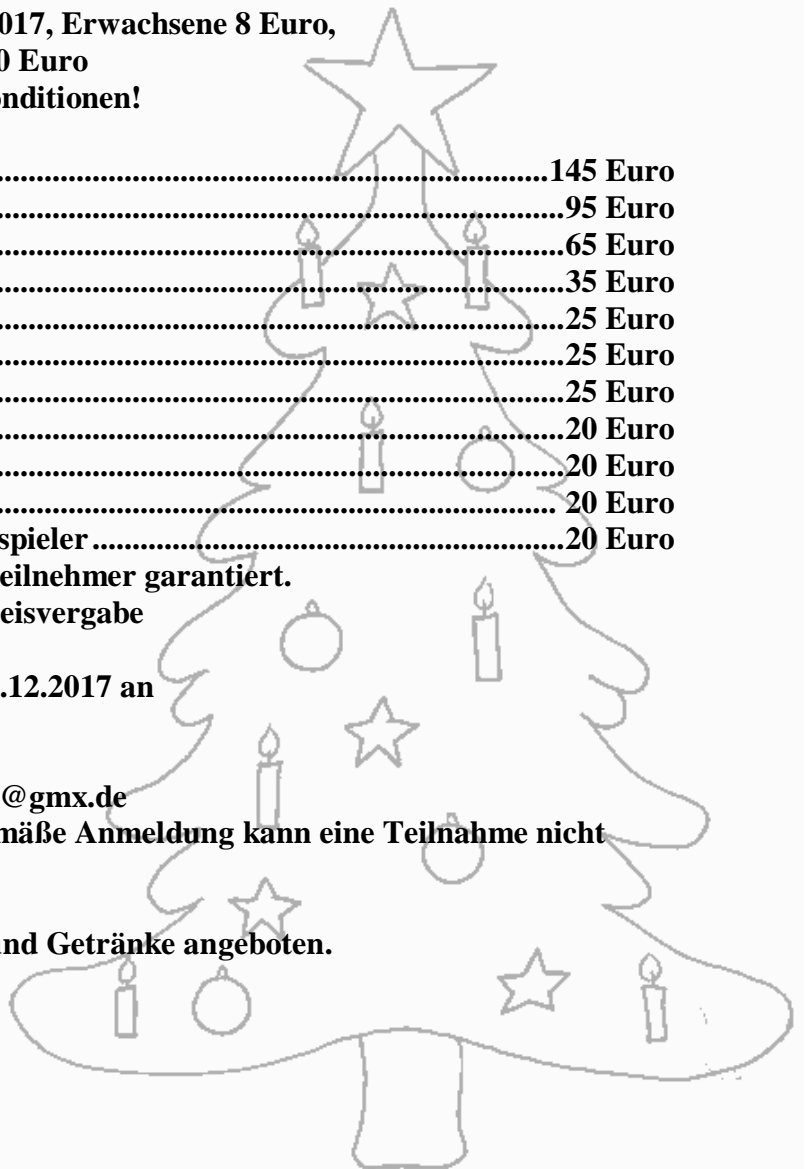 017, Erwachsene 8 Euro,
0 Euro
onditionen!
..........................................................................145 Euro
............................................................................95 Euro
............................................................................65 Euro
............................................................................35 Euro
............................................................................25 Euro
............................................................................25 Euro
............................................................................25 Euro
............................................................................20 Euro
............................................................................20 Euro
........................................................................... 20 Euro
spieler ...............................................................20 Euro
eilnehmer garantiert.
eisvergabe
.12.2017 an
@gmx.de
mäße Anmeldung kann eine Teilnahme nicht
und Getränke angeboten.